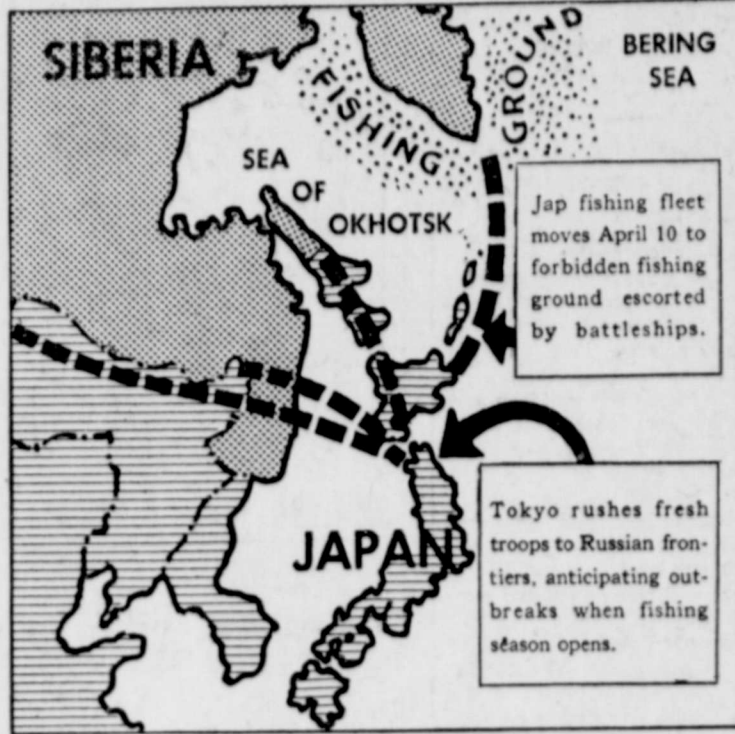 SIBERIA
FISHING
GROUND
BERING
SEA
SEA
OF
OKHOTSK
Jap fishing fleet
moves April 10 to
forbidden fishing
ground escorted
by battleships.
Tokyo rushes fresh
troops to Russian fron-
tiers, anticipating out-
breaks when fishing
season opens.
JAPAN